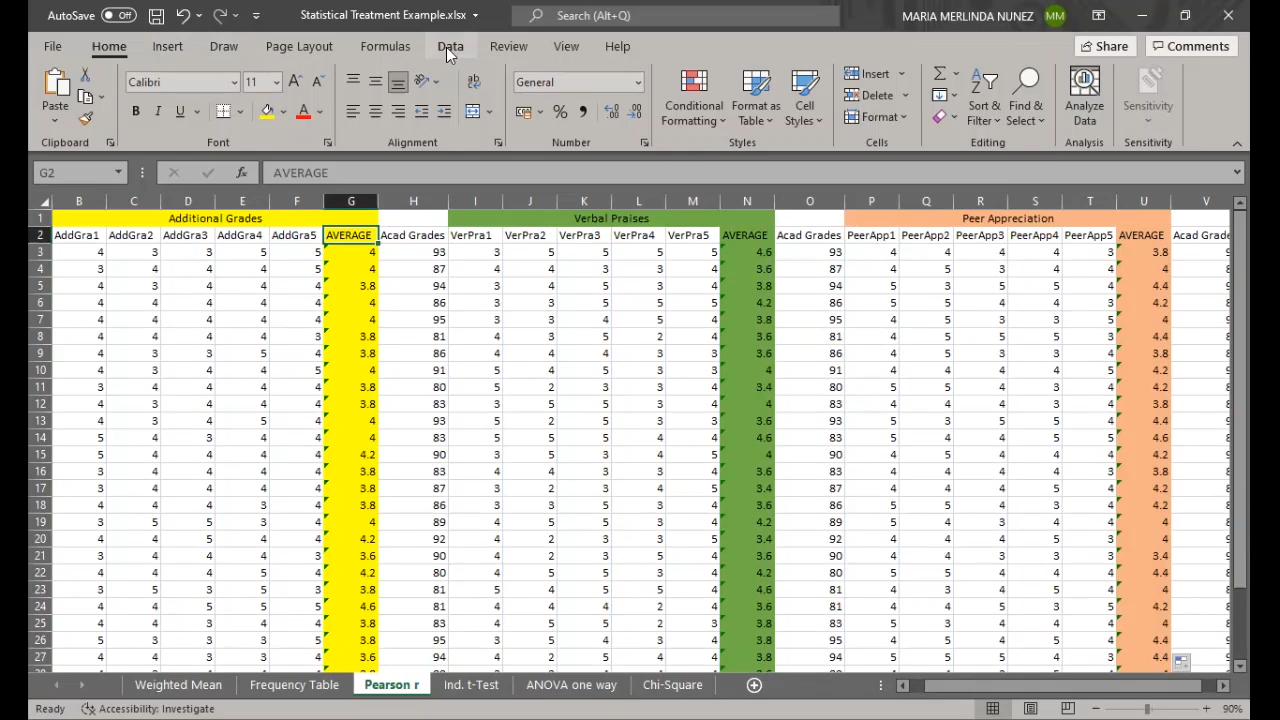 AutoSave Off Statistical Treatment Example.xlsx Search (Alt+Q) MARIA MERLINDA NUNEZ MM
File Home Insert Draw Page Layout Formulas Data Review View Help Share Comments
Paste Calibri 11 General Conditional Formatting Format as Table Cell Styles Insert Delete Format Sort & Filter Find & Select Analyze Data Sensitivity
Clipboard Font Alignment Number Styles Cells Editing Analysis Sensitivity
G2 fx AVERAGE
B C D E F G H I J K L M N O P Q R S T U V
1 Additional Grades Verbal Praises Peer Appreciation
2 AddGra1 AddGra2 AddGra3 AddGra4 AddGra5 AVERAGE Acad Grades VerPra1 VerPra2 VerPra3 VerPra4 VerPra5 AVERAGE Acad Grades PeerApp1 PeerApp2 PeerApp3 PeerApp4 PeerApp5 AVERAGE Acad Grade
3 4 3 3 5 5 4 93 3 5 5 5 5 4.6 93 4 4 4 4 3 3.8
4 3 4 4 5 4 4 87 4 4 3 4 3 3.6 87 4 5 3 4 4
5 4 3 4 4 4 3.8 94 3 4 5 3 4 3.8 94 5 3 5 4 5 4.4
6 4 3 4 5 4 4 86 3 3 5 5 5 4.2 86 5 5 4 4 3 4.2
7 4 4 4 4 4 4 95 3 3 4 5 4 3.8 95 4 5 3 4 4 4
8 4 4 4 4 3 3.8 81 4 3 5 2 4 3.6 81 4 5 5 4 4 4.4
9 4 3 3 5 4 3.8 86 4 4 4 3 3 3.6 86 4 5 4 3 3 3.8
10 4 3 4 4 5 4 91 5 4 5 3 3 4 91 4 4 4 4 5 4.2
11 3 4 4 4 4 3.8 80 5 2 3 3 4 3.4 80 5 4 4 3 5 4.2
12 4 3 4 4 4 3.8 83 4 5 5 3 3 4 83 4 4 4 4 3 3.8
13 4 3 4 5 4 4 93 5 2 5 4 5 4.2 93 4 5 3 5 5 4.4
14 5 4 3 4 4 4 83 5 5 5 4 4 4.6 83 5 4 4 5 5 4.6
15 5 4 4 4 4 4.2 90 3 5 5 3 4 4 90 4 5 4 4 4 4.2
16 3 4 4 4 4 3.8 83 4 4 3 4 3 3.6 83 4 5 4 3 3 3.8
17 3 4 4 4 4 3.8 87 3 2 3 4 5 3.4 87 4 4 5 3 5 4.2
18 4 4 4 3 4 3.8 86 3 3 5 3 4 3.6 86 5 5 4 3 4 4.2
19 3 5 5 3 4 4 89 4 5 5 3 4 4.2 89 5 4 3 4 4 4
20 4 4 3 5 5 4.2 92 4 2 3 4 4 3.4 92 4 4 5 4 3 4
21 3 4 4 4 3 3.6 90 4 2 3 5 4 3.6 90 4 3 4 3 3 3.4
22 4 4 4 5 4 4.2 80 4 5 5 3 4 4.2 80 5 5 4 4 4 4.4
23 3 5 3 5 3 3.8 81 5 4 5 4 5 4.6 81 4 3 4 4 5
24 4 4 5 5 5 4.6 81 4 4 4 2 4 3.6 81 4 4 5 3 5 4.2
25 4 3 4 4 4 3.8 83 4 5 5 2 3 3.8 83 5 3 4 4 4 4
26 5 3 3 4 4 3.8 95 3 5 4 3 4 3.8 95 4 5 4 4 5 4.4
27 4 4 3 3 4 3.6 94 4 2 5 4 4 3.8 94 5 5 4 3 5 4.4
Weighted Mean Frequency Table Pearson r Ind. t-Test ANOVA one way Chi-Square
Ready Accessibility: Investigate 90%